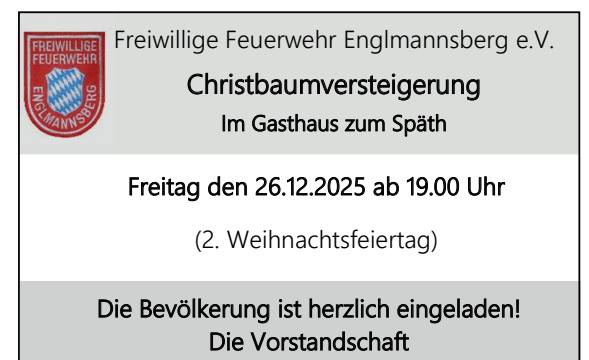 FREIWILLIGE
FEUERWEHR
ENGLMANNSBERG
Freiwillige Feuerwehr Englmannsberg e.V.
Christbaumversteigerung
Im Gasthaus zum Späth
Freitag den 26.12.2025 ab 19.00 Uhr
(2. Weihnachtsfeiertag)
Die Bevölkerung ist herzlich eingeladen!
Die Vorstandschaft